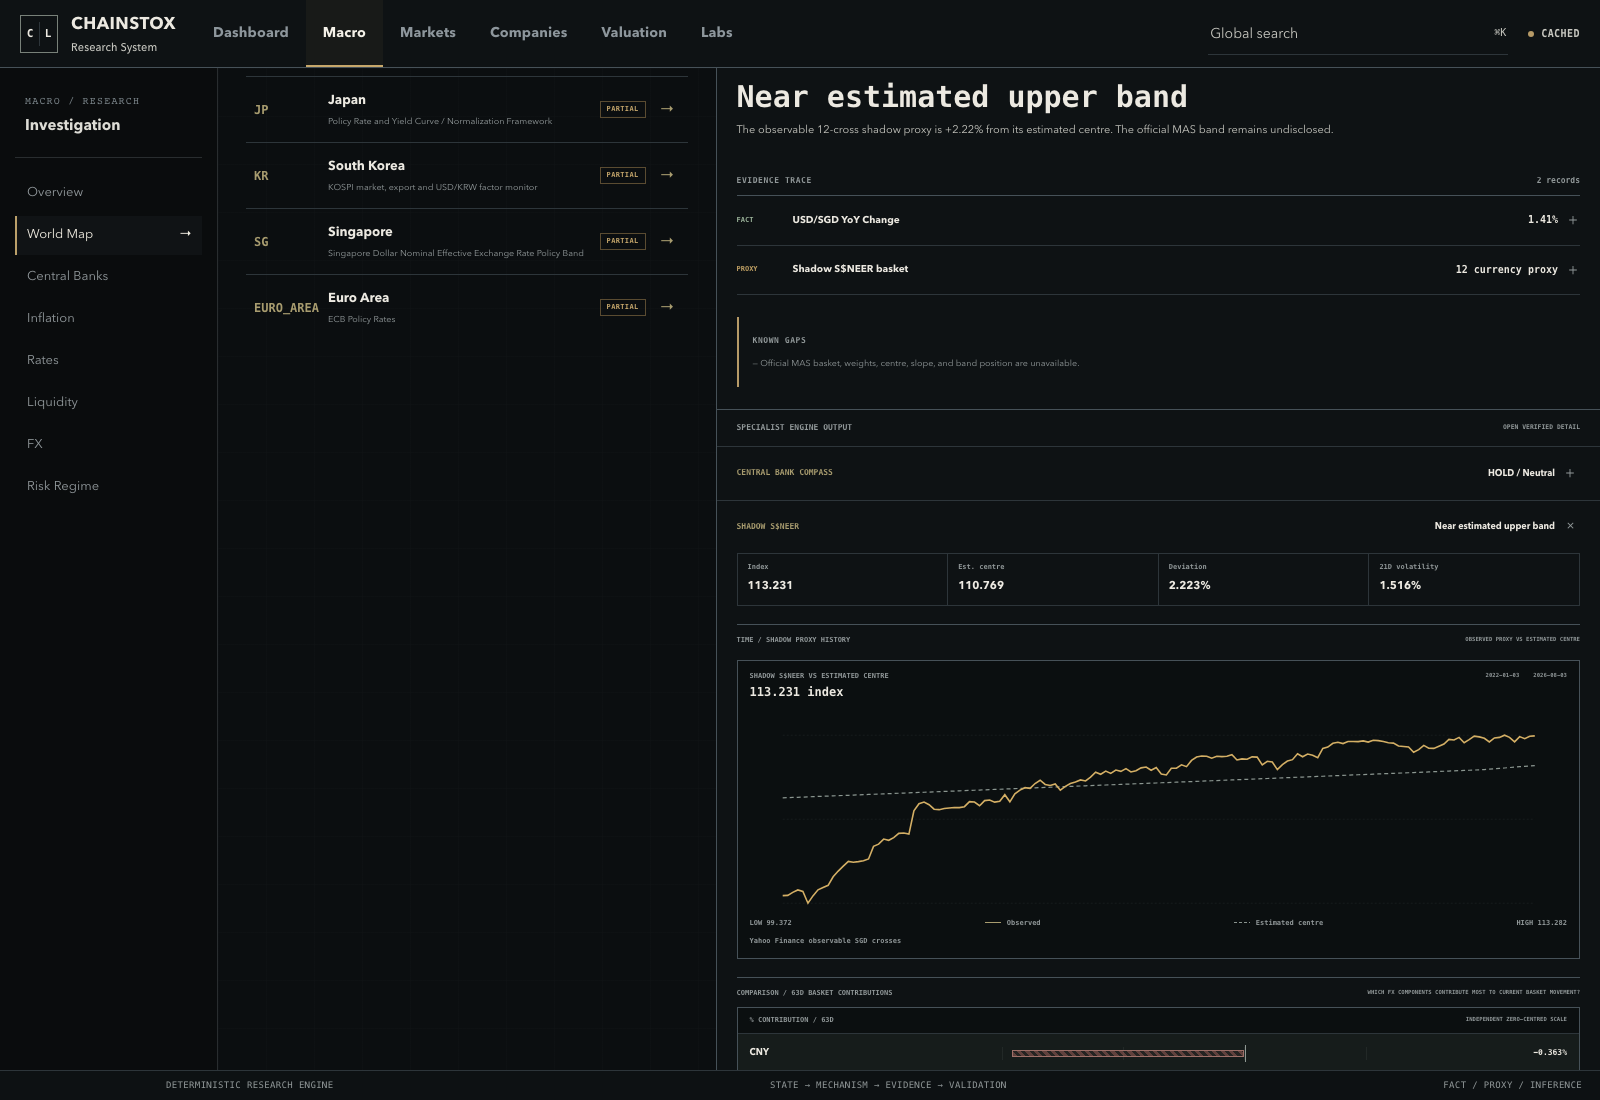 C L
CHAINSTOX
Research System
Dashboard
Macro
Markets
Companies
Valuation
Labs
Global search
⌘K
CACHED
MACRO / RESEARCH
Investigation
Overview
World Map →
Central Banks
Inflation
Rates
Liquidity
FX
Risk Regime
JP
Japan
Policy Rate and Yield Curve / Normalization Framework
PARTIAL →
KR
South Korea
KOSPI market, export and USD/KRW factor monitor
PARTIAL →
SG
Singapore
Singapore Dollar Nominal Effective Exchange Rate Policy Band
PARTIAL →
EURO_AREA
Euro Area
ECB Policy Rates
PARTIAL →
Near estimated upper band
The observable 12-cross shadow proxy is +2.22% from its estimated centre. The official MAS band remains undisclosed.
EVIDENCE TRACE
2 records
FACT
USD/SGD YoY Change
1.41% +
PROXY
Shadow S$NEER basket
12 currency proxy +
KNOWN GAPS
— Official MAS basket, weights, centre, slope, and band position are unavailable.
SPECIALIST ENGINE OUTPUT
OPEN VERIFIED DETAIL
CENTRAL BANK COMPASS
HOLD / Neutral +
SHADOW S$NEER
Near estimated upper band ×
Index
113.231
Est. centre
110.769
Deviation
2.223%
21D volatility
1.516%
TIME / SHADOW PROXY HISTORY
OBSERVED PROXY VS ESTIMATED CENTRE
SHADOW S$NEER VS ESTIMATED CENTRE
2022-01-03 2026-08-03
113.231 index
LOW 99.372
Observed
Estimated centre
HIGH 113.282
Yahoo Finance observable SGD crosses
COMPARISON / 63D BASKET CONTRIBUTIONS
WHICH FX COMPONENTS CONTRIBUTE MOST TO CURRENT BASKET MOVEMENT?
% CONTRIBUTION / 63D
INDEPENDENT ZERO-CENTRED SCALE
CNY
-0.363%
DETERMINISTIC RESEARCH ENGINE
STATE → MECHANISM → EVIDENCE → VALIDATION
FACT / PROXY / INFERENCE